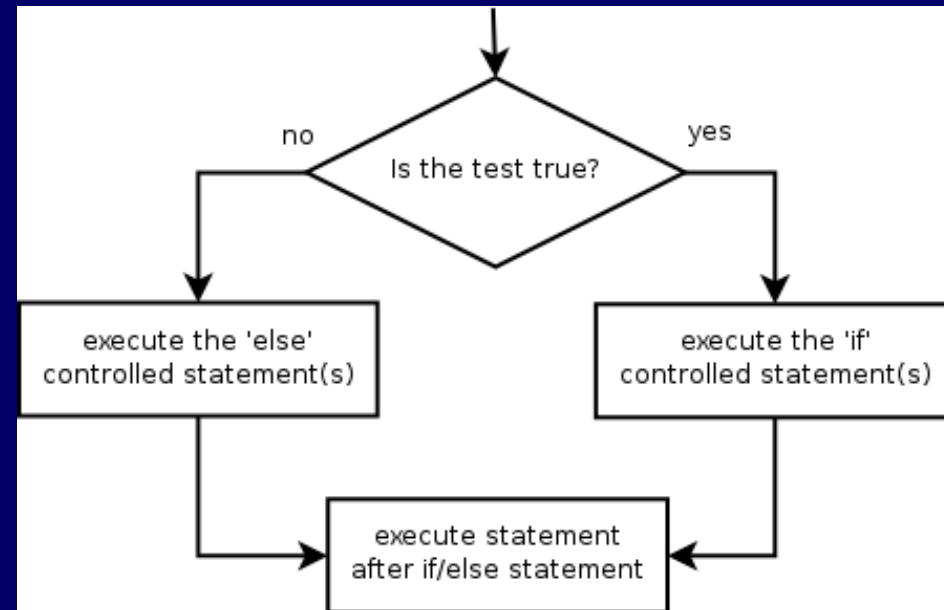 no
yes
Is the test true?
execute the 'else'
controlled statement(s)
execute the 'if'
controlled statement(s)
execute statement
after if/else statement